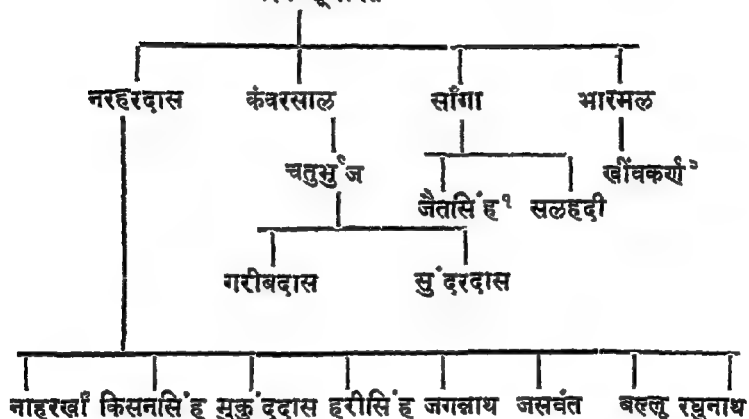 नरहरदास कंवरसाल साँगा भारमल
चतुर्भुज खींवकर्ण²
जैतसिंह१ सलहदी
गरीबदास सुंदरदास
नाहरखाँ किसनसिंह मुकुंददास हरीसिंह जगन्नाथ जसवंत बल्लू रघुनाथ